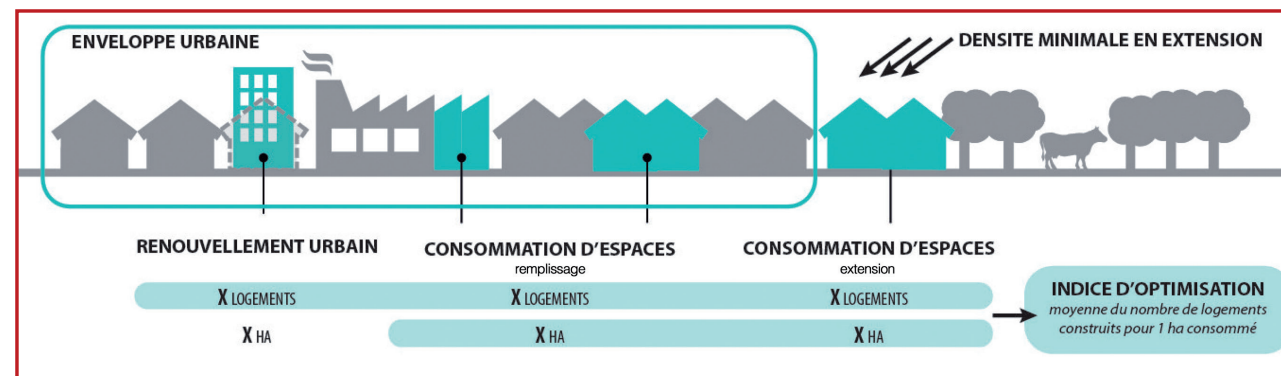 ENVELOPPE URBAINE
DENSITE MINIMALE EN EXTENSION
RENOUVELLEMENT URBAIN
CONSOMMATION D'ESPACES
remplissage
CONSOMMATION D'ESPACES
extension
X LOGEMENTS
X LOGEMENTS
X LOGEMENTS
X HA
X HA
X HA
INDICE D'OPTIMISATION
moyenne du nombre de logements
construits pour 1 ha consommé